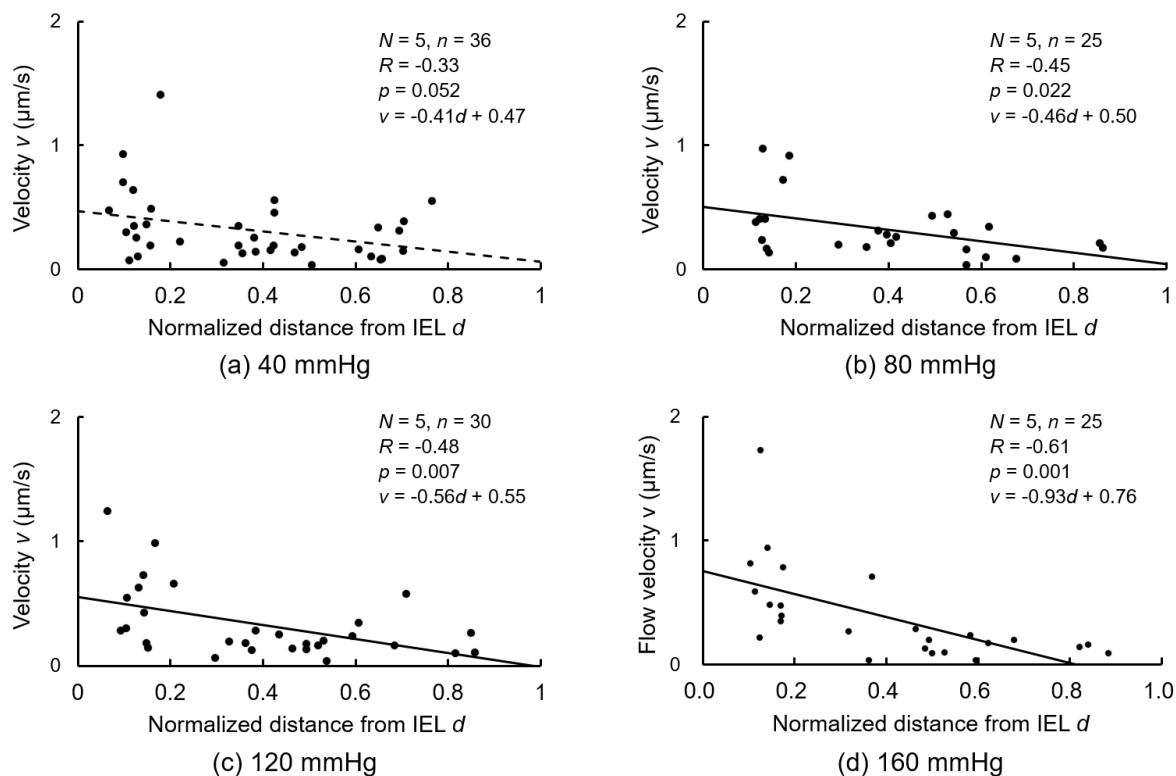 2
N = 5, n = 36
R = -0.33
p = 0.052
v = -0.41d + 0.47
Velocity v (μm/s)
1
0
0 0.2 0.4 0.6 0.8 1
Normalized distance from IEL d
(a) 40 mmHg
2
N = 5, n = 25
R = -0.45
p = 0.022
v = -0.46d + 0.50
Velocity v (μm/s)
1
0
0 0.2 0.4 0.6 0.8 1
Normalized distance from IEL d
(b) 80 mmHg
2
N = 5, n = 30
R = -0.48
p = 0.007
v = -0.56d + 0.55
Velocity v (μm/s)
1
0
0 0.2 0.4 0.6 0.8 1
Normalized distance from IEL d
(c) 120 mmHg
2
N = 5, n = 25
R = -0.61
p = 0.001
v = -0.93d + 0.76
Flow velocity v (μm/s)
1
0
0.0 0.2 0.4 0.6 0.8 1.0
Normalized distance from IEL d
(d) 160 mmHg